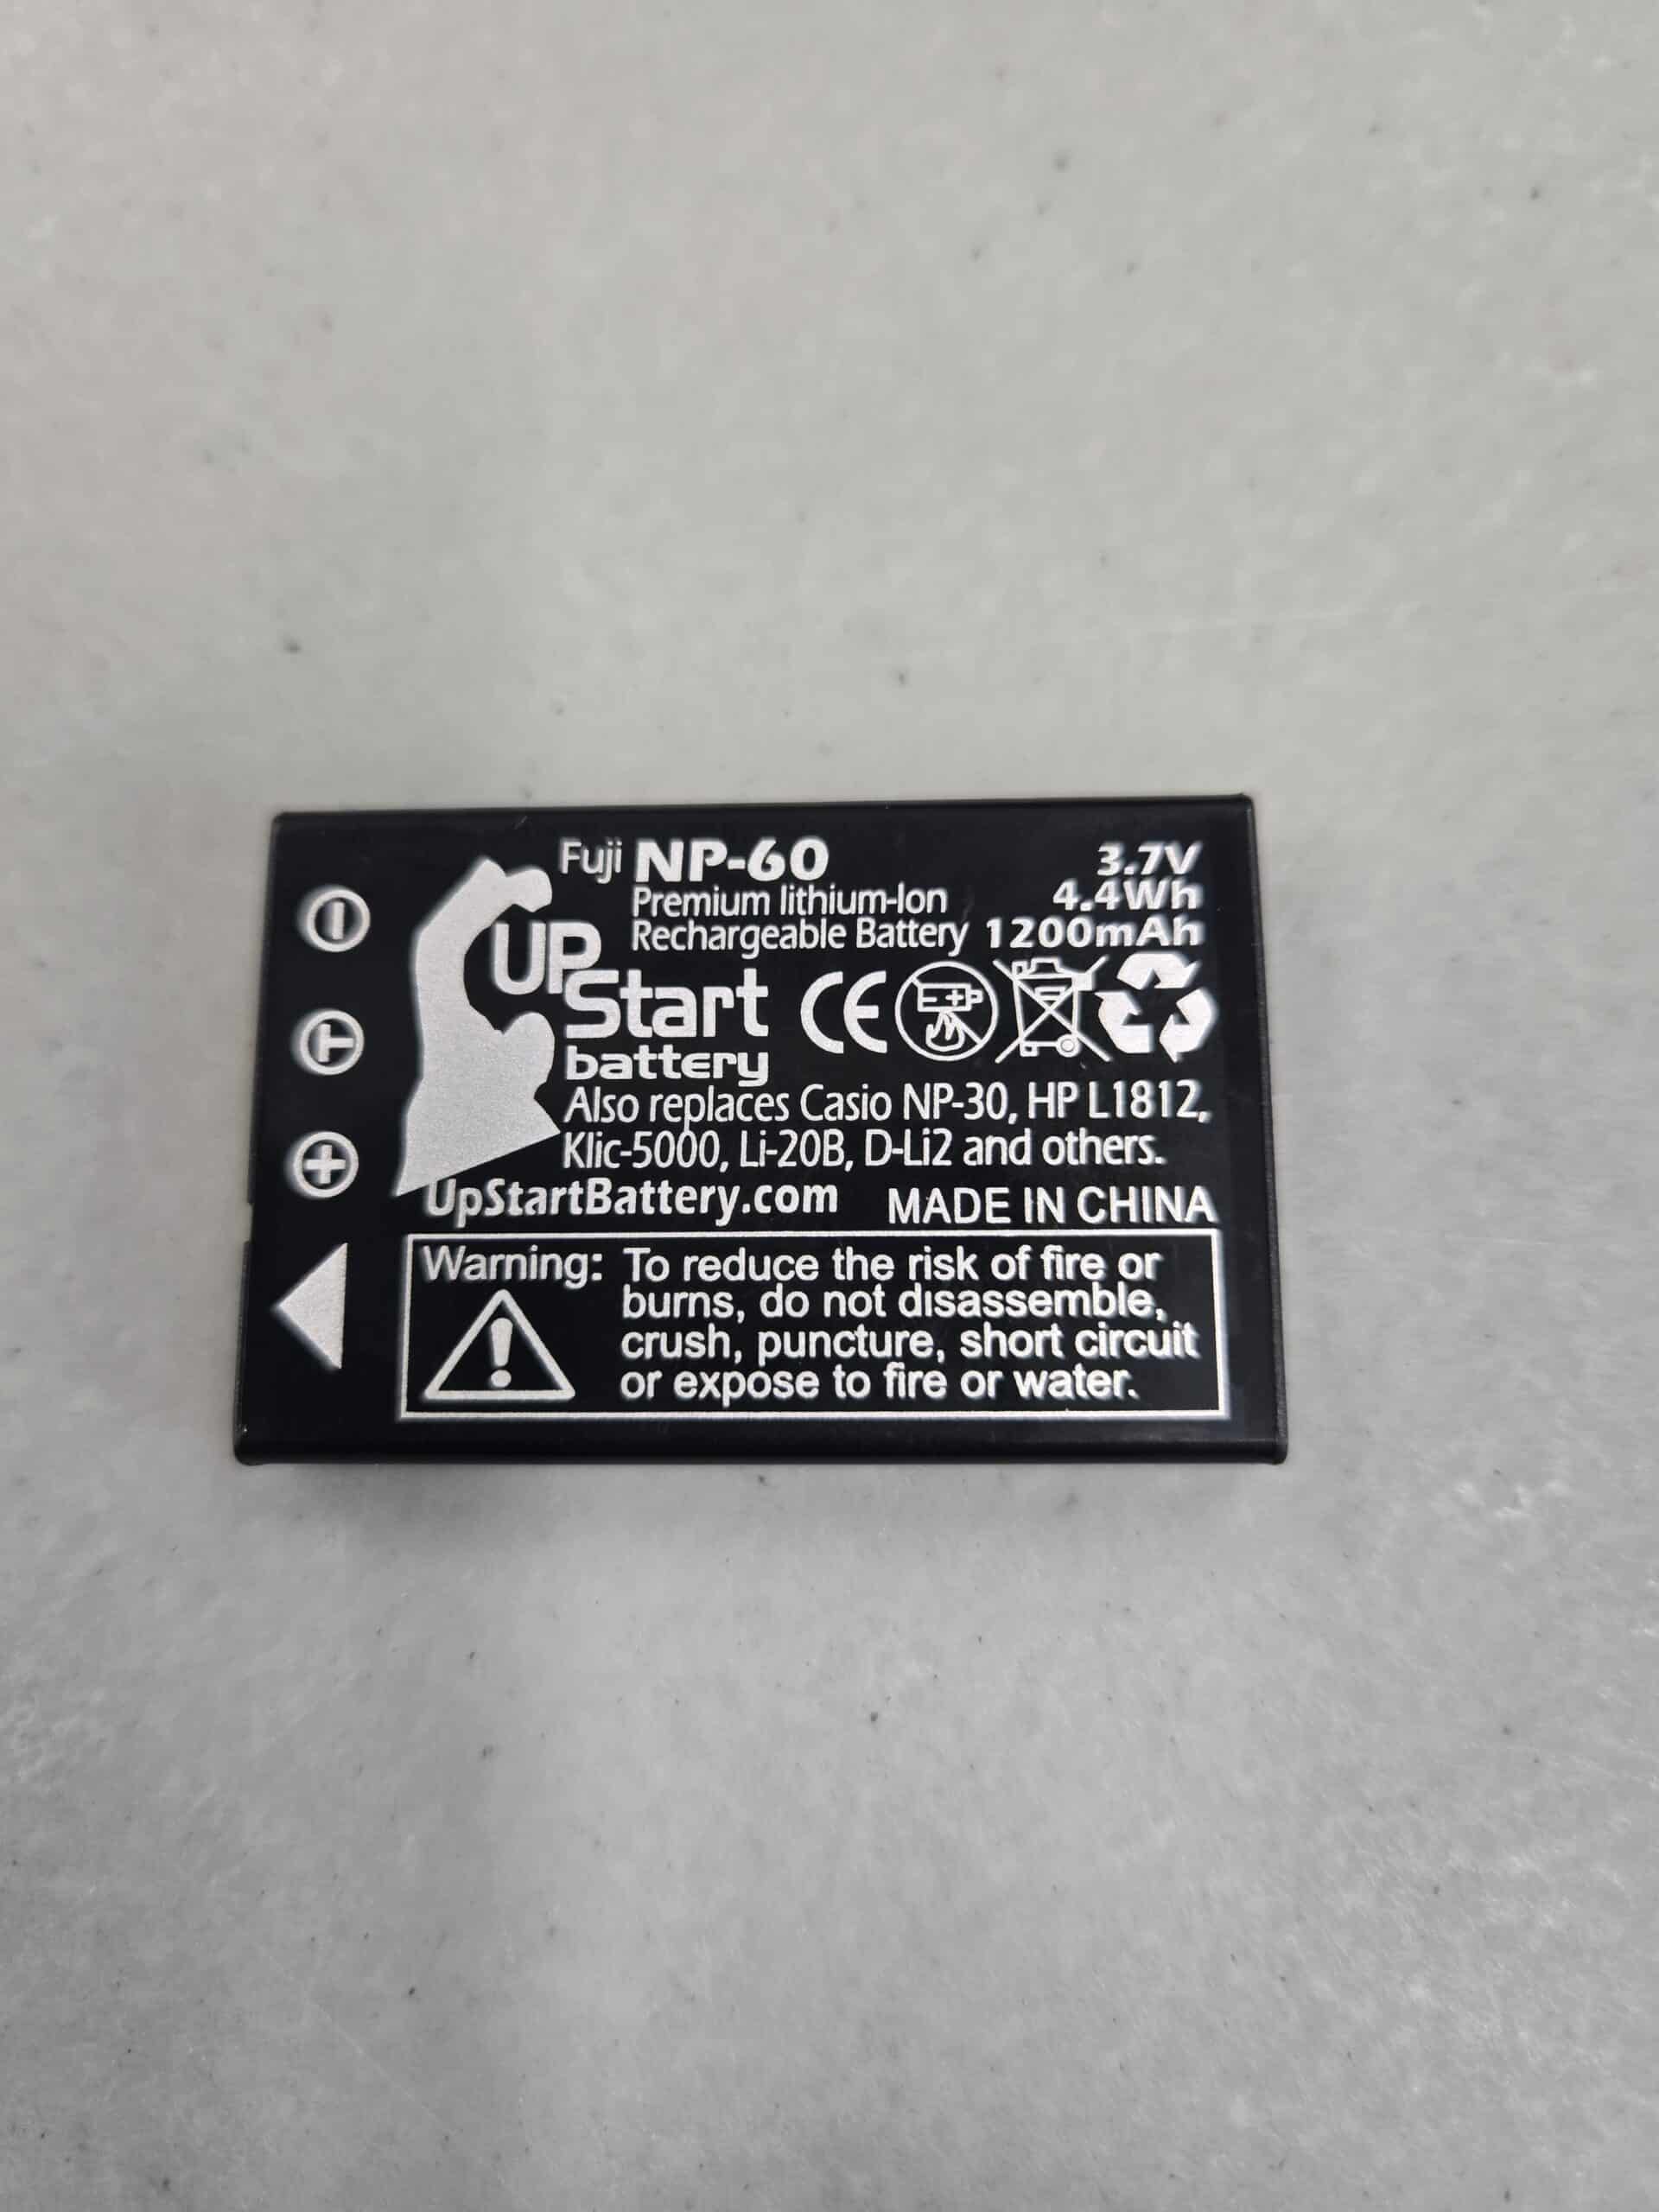 Fuji NP-60 3.7V
Premium lithium-Ion 4.4Wh
Rechargeable Battery 1200mAh
UP
Start
battery
CE
Also replaces Casio NP-30, HP L1812,
Klic-5000, Li-20B, D-Li2 and others.
UpStartBattery.com MADE IN CHINA
Warning: To reduce the risk of fire or
burns, do not disassemble,
crush, puncture, short circuit
or expose to fire or water.
T